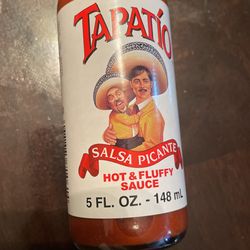 TAPATÍO
SALSA PICANTE
HOT & FLUFFY
SAUCE
5 FL. OZ. - 148 mL